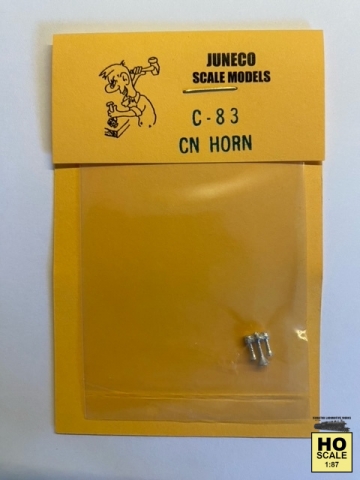 JUNECO
SCALE MODELS
C-83
CN HORN
HO
SCALE
1:87